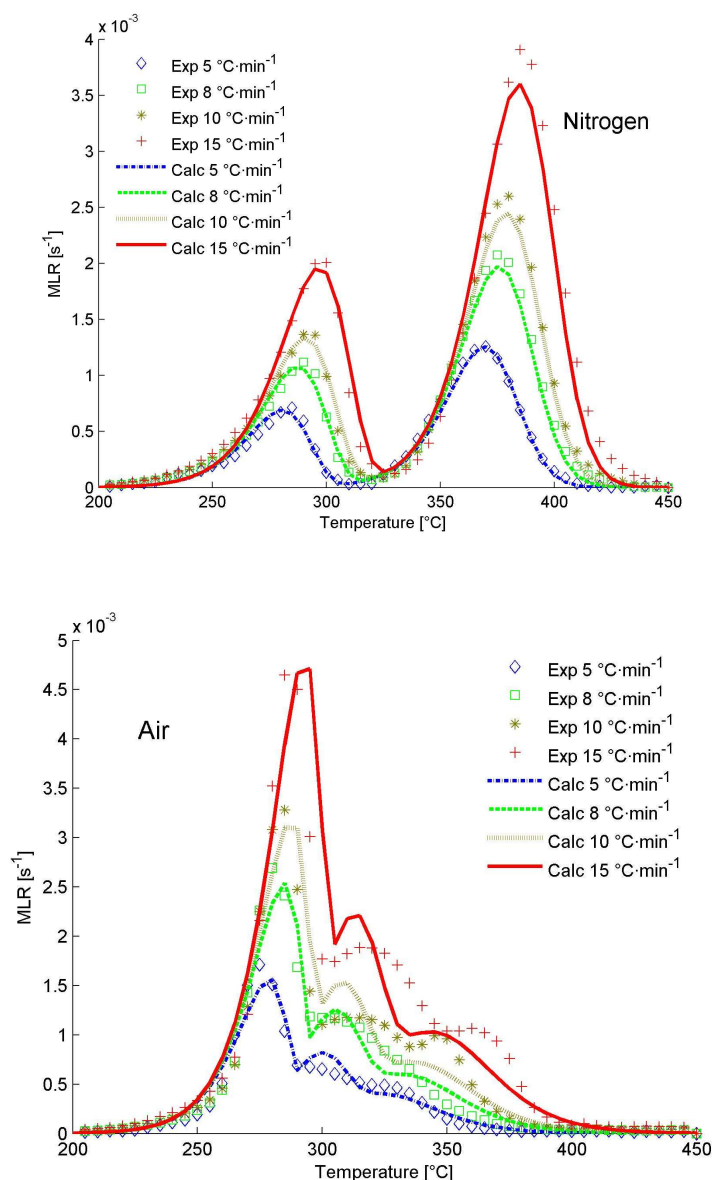 x 10⁻³
4
3.5
3
2.5
2
1.5
1
0.5
0
MLR [s⁻¹]
Exp 5 °C·min⁻¹
Exp 8 °C·min⁻¹
Exp 10 °C·min⁻¹
Exp 15 °C·min⁻¹
Calc 5 °C·min⁻¹
Calc 8 °C·min⁻¹
Calc 10 °C·min⁻¹
Calc 15 °C·min⁻¹
Nitrogen
200 250 300 350 400 450
Temperature [°C]
x 10⁻³
5
4.5
4
3.5
3
2.5
2
1.5
1
0.5
0
MLR [s⁻¹]
Air
Exp 5 °C·min⁻¹
Exp 8 °C·min⁻¹
Exp 10 °C·min⁻¹
Exp 15 °C·min⁻¹
Calc 5 °C·min⁻¹
Calc 8 °C·min⁻¹
Calc 10 °C·min⁻¹
Calc 15 °C·min⁻¹
200 250 300 350 400 450
Temperature [°C]